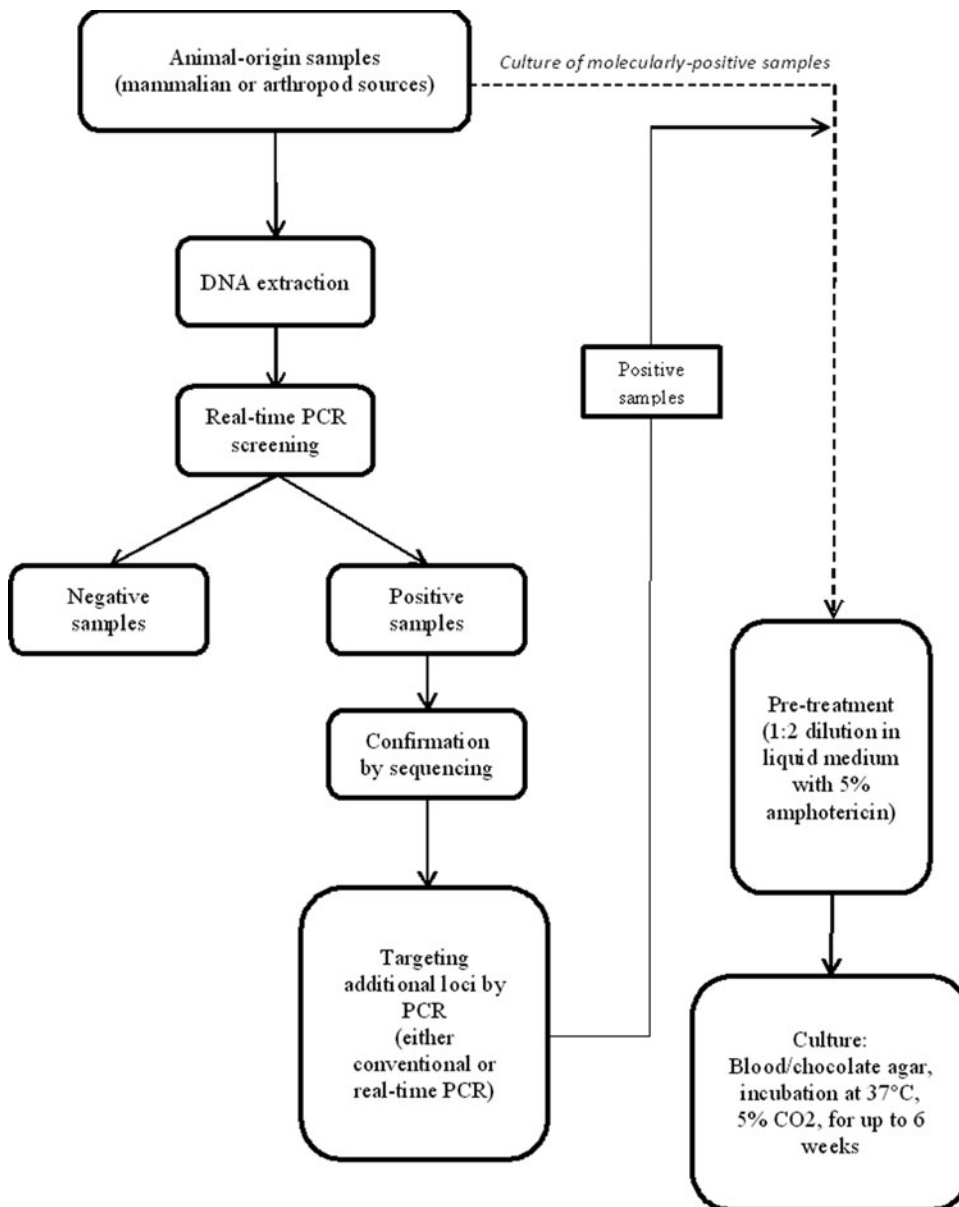 Animal-origin samples
(mammalian or arthropod sources)
Culture of molecularly-positive samples
DNA extraction
Real-time PCR
screening
Negative
samples
Positive
samples
Confirmation
by sequencing
Targeting
additional loci by
PCR
(either
conventional or
real-time PCR)
Positive
samples
Pre-treatment
(1:2 dilution in
liquid medium
with 5%
amphotericin)
Culture:
Blood/chocolate agar,
incubation at 37°C,
5% CO2, for up to 6
weeks